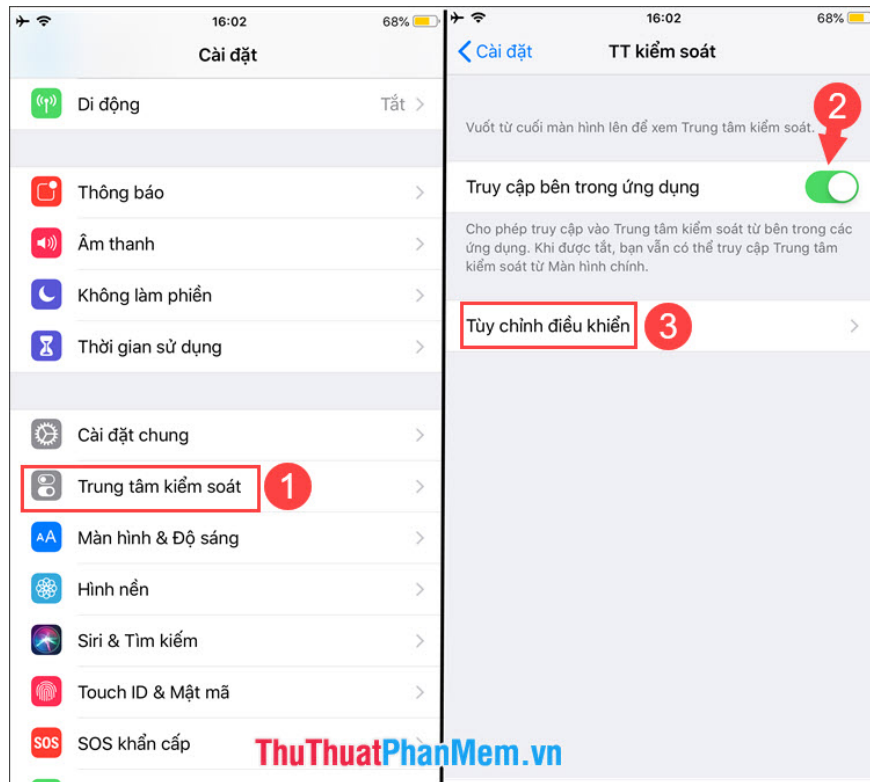 16:02
68%
Cài đặt
Di động
Tắt
Thông báo
Âm thanh
Không làm phiền
Thời gian sử dụng
Cài đặt chung
Trung tâm kiểm soát
1
AA
Màn hình & Độ sáng
Hình nền
Siri & Tìm kiếm
Touch ID & Mật mã
SOS
SOS khẩn cấp
16:02
68%
Cài đặt
TT kiểm soát
2
Vuốt từ cuối màn hình lên để xem Trung tâm kiểm soát.
Truy cập bên trong ứng dụng
Cho phép truy cập vào Trung tâm kiểm soát từ bên trong các
ứng dụng. Khi được tắt, bạn vẫn có thể truy cập Trung tâm
kiểm soát từ Màn hình chính.
Tùy chỉnh điều khiển
3
ThuThuatPhanMem.vn